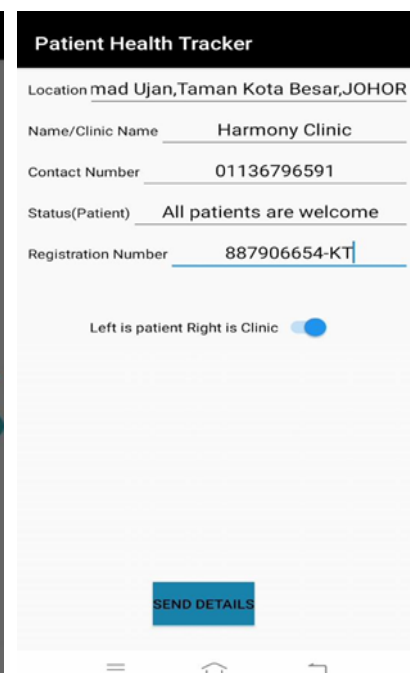 Patient Health Tracker
Location mad Ujan,Taman Kota Besar,JOHOR
Name/Clinic Name Harmony Clinic
Contact Number 01136796591
Status(Patient) All patients are welcome
Registration Number 887906654-KT
Left is patient Right is Clinic
SEND DETAILS